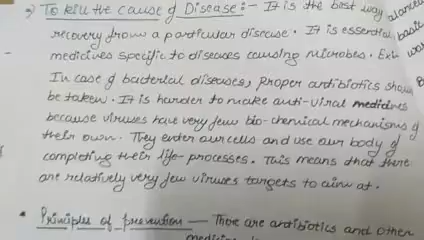 To kill the cause of Disease:- It is the best way
recovery from a particular disease. It is essential
medicines specific to diseases causing microbes. Ex:-
In case of bacterial diseases, proper antibiotics shou
be taken. It is harder to make anti-viral medicines
because viruses have very few bio-chemical mechanisms of
their own. They enter our cells and use our body of
completing their life-processes. This means that there
are relatively very few viruses targets to aim at.
• Principles of prevention — There are antibiotics and other